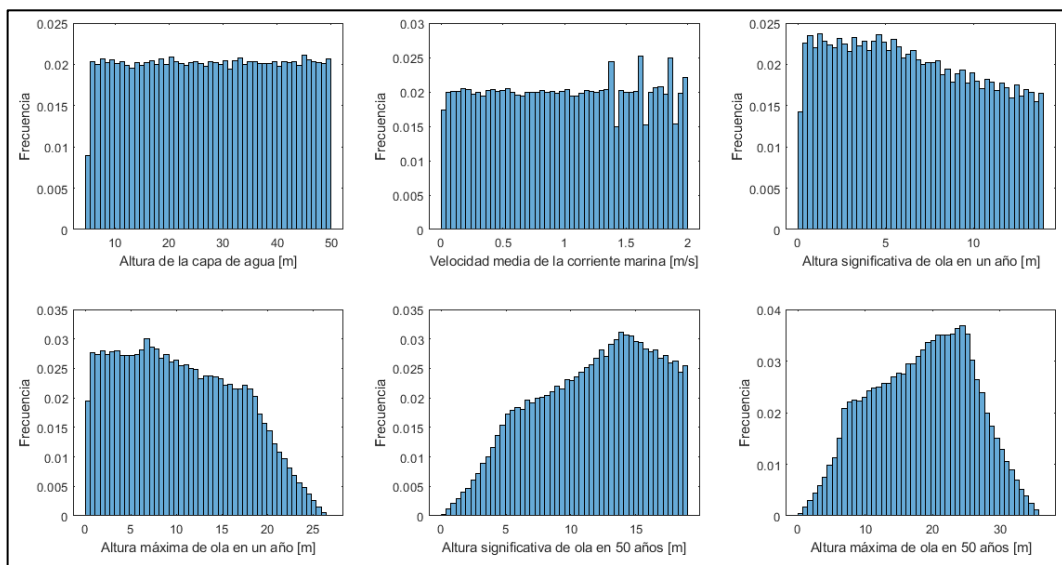 0.025
0.02
0.015
0.01
0.005
0
Frecuencia
10 20 30 40 50
Altura de la capa de agua [m]
0.03
0.025
0.02
0.015
0.01
0.005
0
Frecuencia
0 0.5 1 1.5 2
Velocidad media de la corriente marina [m/s]
0.025
0.02
0.015
0.01
0.005
0
Frecuencia
0 5 10
Altura significativa de ola en un año [m]
0.035
0.03
0.025
0.02
0.015
0.01
0.005
0
Frecuencia
0 5 10 15 20 25
Altura máxima de ola en un año [m]
0.035
0.03
0.025
0.02
0.015
0.01
0.005
0
Frecuencia
0 5 10 15
Altura significativa de ola en 50 años [m]
0.04
0.03
0.02
0.01
0
Frecuencia
0 10 20 30
Altura máxima de ola en 50 años [m]